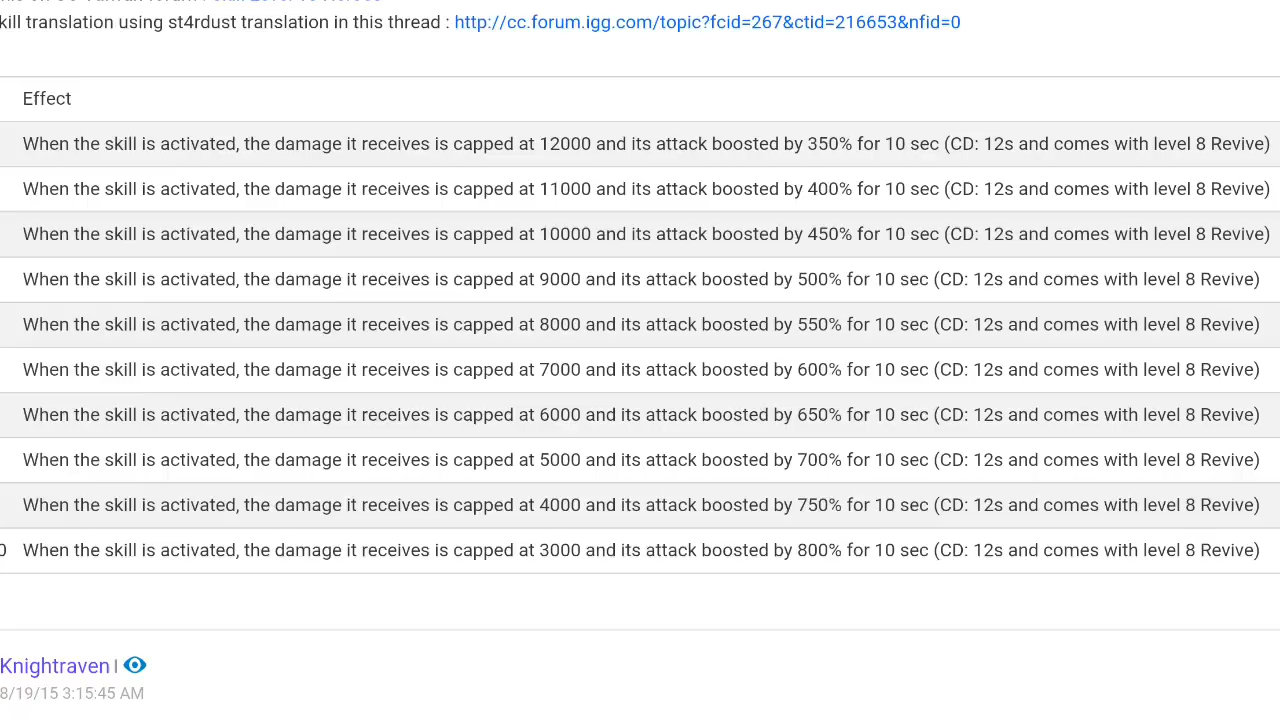 kill translation using st4rdust translation in this thread : http://cc.forum.igg.com/topic?fcid=267&ctid=216653&nfid=0
Effect
When the skill is activated, the damage it receives is capped at 12000 and its attack boosted by 350% for 10 sec (CD: 12s and comes with level 8 Revive)
When the skill is activated, the damage it receives is capped at 11000 and its attack boosted by 400% for 10 sec (CD: 12s and comes with level 8 Revive)
When the skill is activated, the damage it receives is capped at 10000 and its attack boosted by 450% for 10 sec (CD: 12s and comes with level 8 Revive)
When the skill is activated, the damage it receives is capped at 9000 and its attack boosted by 500% for 10 sec (CD: 12s and comes with level 8 Revive)
When the skill is activated, the damage it receives is capped at 8000 and its attack boosted by 550% for 10 sec (CD: 12s and comes with level 8 Revive)
When the skill is activated, the damage it receives is capped at 7000 and its attack boosted by 600% for 10 sec (CD: 12s and comes with level 8 Revive)
When the skill is activated, the damage it receives is capped at 6000 and its attack boosted by 650% for 10 sec (CD: 12s and comes with level 8 Revive)
When the skill is activated, the damage it receives is capped at 5000 and its attack boosted by 700% for 10 sec (CD: 12s and comes with level 8 Revive)
When the skill is activated, the damage it receives is capped at 4000 and its attack boosted by 750% for 10 sec (CD: 12s and comes with level 8 Revive)
0 When the skill is activated, the damage it receives is capped at 3000 and its attack boosted by 800% for 10 sec (CD: 12s and comes with level 8 Revive)
Knightraven |
8/19/15 3:15:45 AM